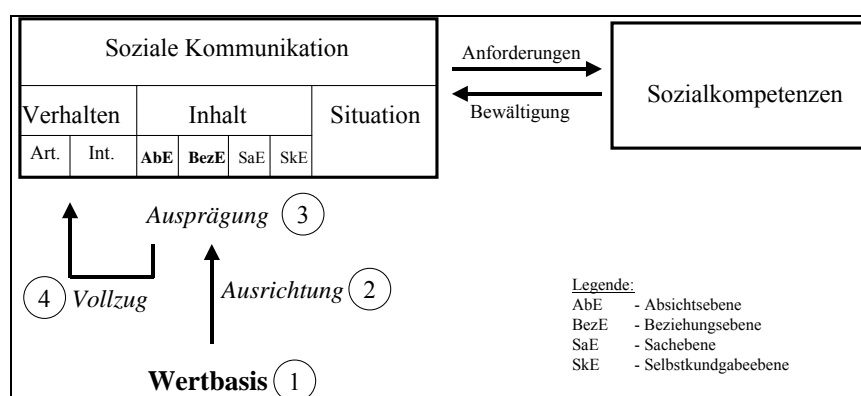 Soziale Kommunikation
Anforderungen
Bewältigung
Sozialkompetenzen
Verhalten Inhalt Situation
Art. Int. AbE BezE SaE SkE
Ausprägung 3
4 Vollzug
Ausrichtung 2
Wertbasis 1
Legende:
AbE - Absichtsebene
BezE - Beziehungsebene
SaE - Sachebene
SkE - Selbstkundgabeebene